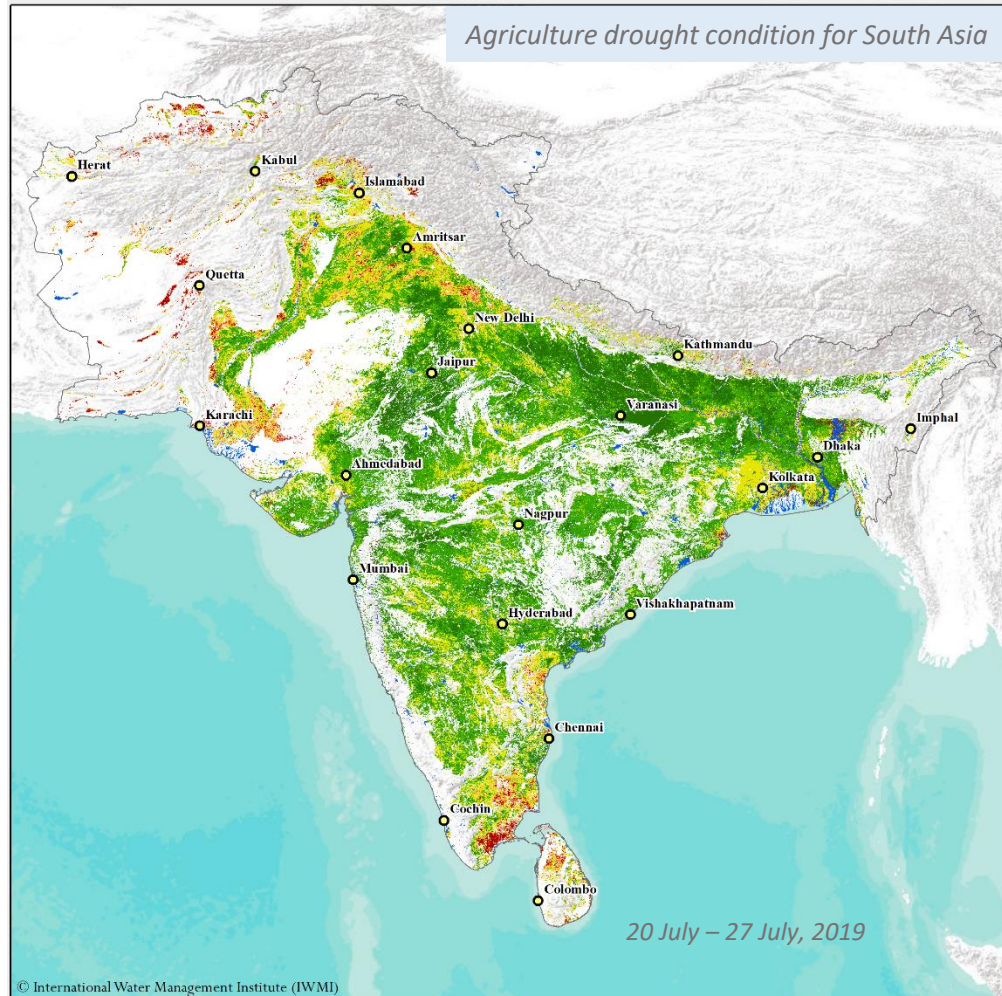 Agriculture drought condition for South Asia
Herat
Kabul
Islamabad
Amritsar
Quetta
New Delhi
Kathmandu
Jaipur
Varanasi
Karachi
Imphal
Dhaka
Ahmedabad
Kolkata
Nagpur
Mumbai
Hyderabad
Vishakhapatnam
Chennai
Cochin
Colombo
20 July – 27 July, 2019
© International Water Management Institute (IWMI)